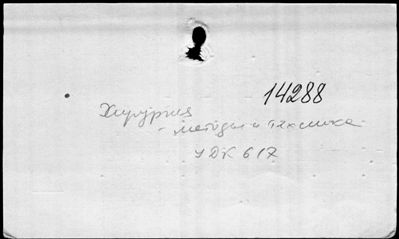 14288
Хирургия
- методы и техника
УДК 617